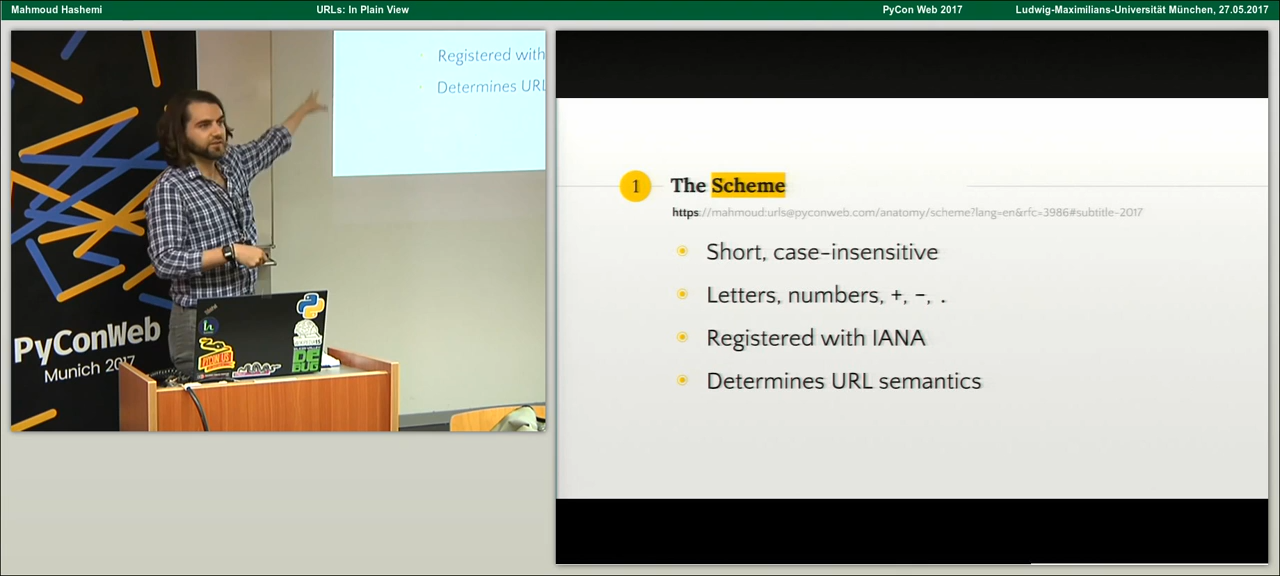 Mahmoud Hashemi
URLs: In Plain View
PyCon Web 2017
Ludwig-Maximilians-Universität München, 27.05.2017
Registered with
Determines URL
PyConWeb
Munich 2017
DE
BUG
1
The Scheme
https://mahmoud:urls@pyconweb.com/anatomy/scheme?lang=en&rfc=3986#subtitle-2017
Short, case-insensitive
Letters, numbers, +, -, .
Registered with IANA
Determines URL semantics